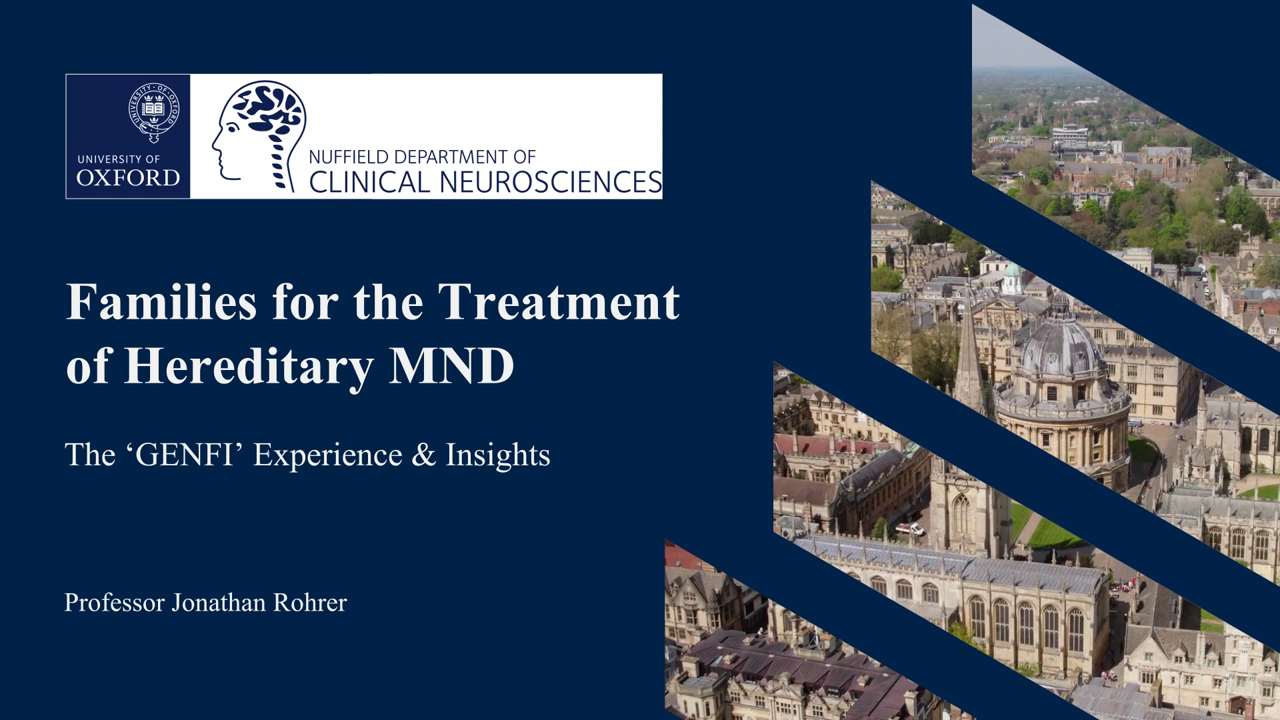 UNIVERSITY OF
OXFORD
NUFFIELD DEPARTMENT OF
CLINICAL NEUROSCIENCES
Families for the Treatment
of Hereditary MND
The ‘GENFI’ Experience & Insights
Professor Jonathan Rohrer